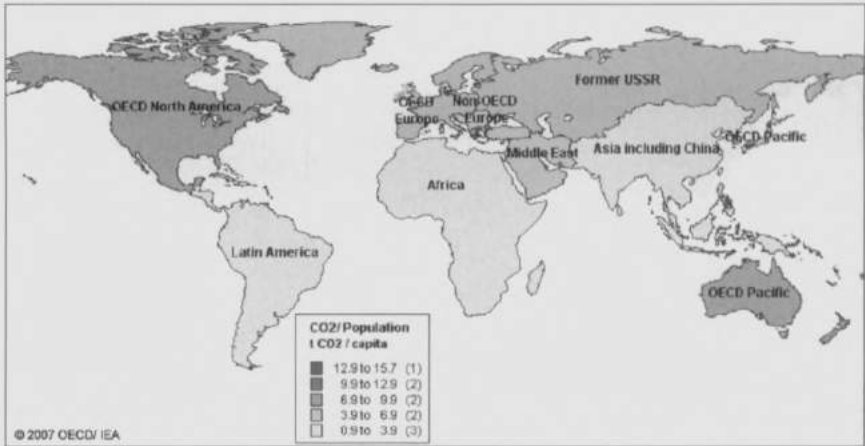 OECD North America
Former USSR
OECD
Europe
Non OECD
Europe
Middle East
Asia including China
OECD Pacific
Africa
Latin America
OECD Pacific
CO2/ Population
t CO2 / capita
12.9 to 15.7 (1)
9.9 to 12.9 (2)
6.9 to 9.9 (2)
3.9 to 6.9 (2)
0.9 to 3.9 (3)
© 2007 OECD/ IEA